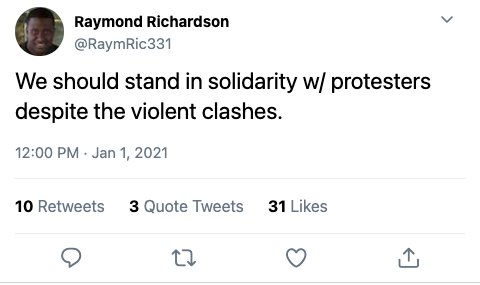 Raymond Richardson
@RaymRic331
We should stand in solidarity w/ protesters
despite the violent clashes.
12:00 PM · Jan 1, 2021
10 Retweets 3 Quote Tweets 31 Likes